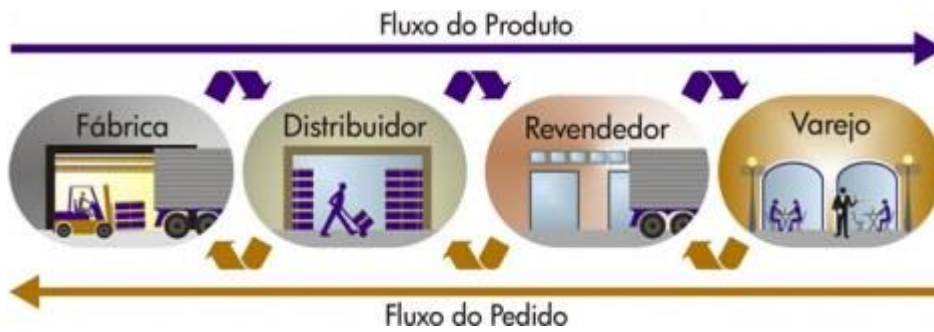 Fluxo do Produto
Fábrica
Distribuidor
Revendedor
Varejo
Fluxo do Pedido